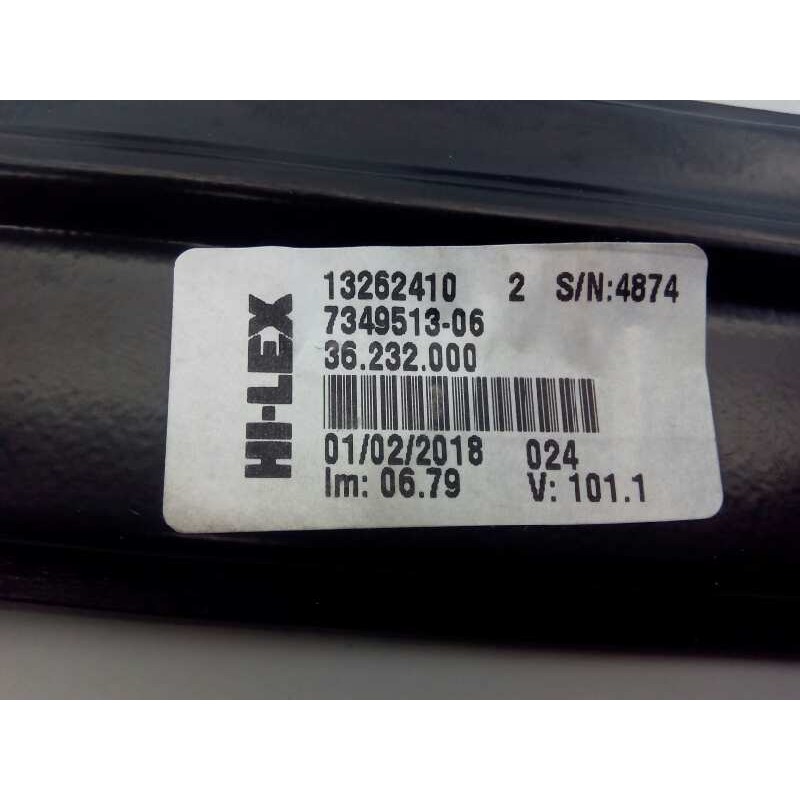 HI-LEX
13262410 2 S/N:4874
7349513-06
36.232.000
01/02/2018 024
Im: 06.79 V: 101.1